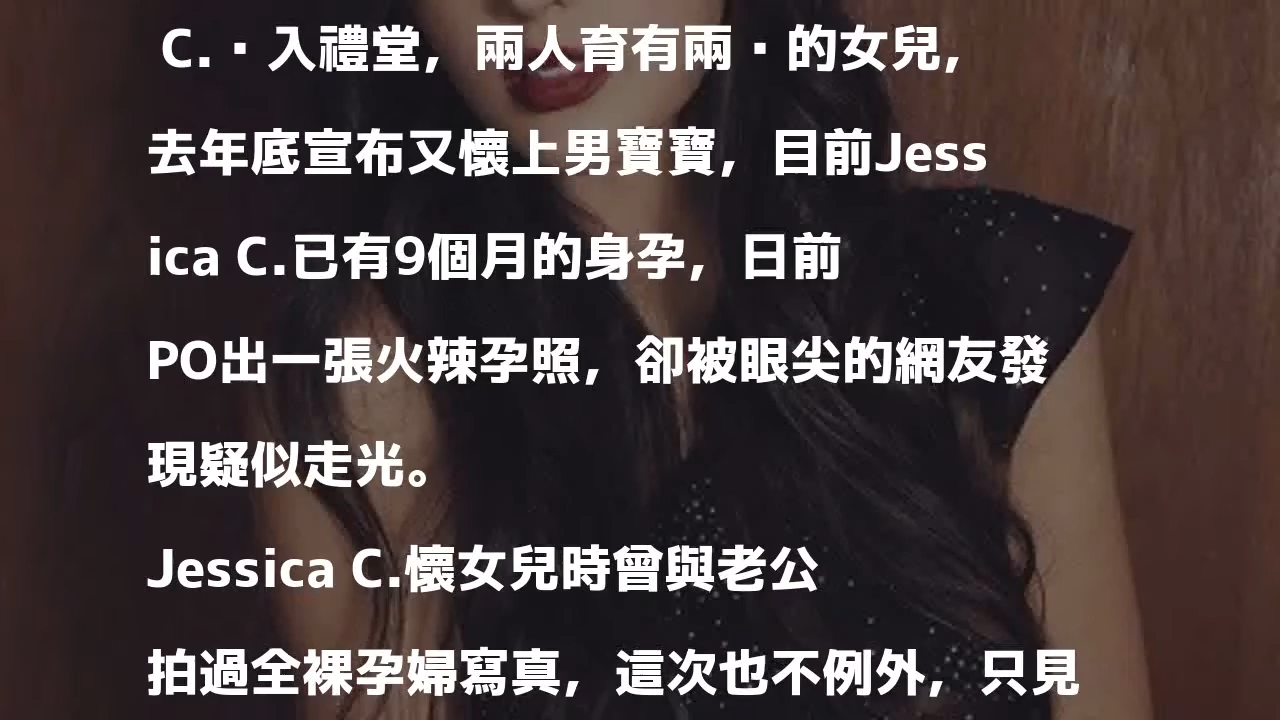 C.▪入禮堂，兩人育有兩▪的女兒，
去年底宣布又懷上男寶寶，目前Jess
ica C.已有9個月的身孕，日前
PO出一張火辣孕照，卻被眼尖的網友發
現疑似走光。
Jessica C.懷女兒時曾與老公
拍過全裸孕婦寫真，這次也不例外，只見